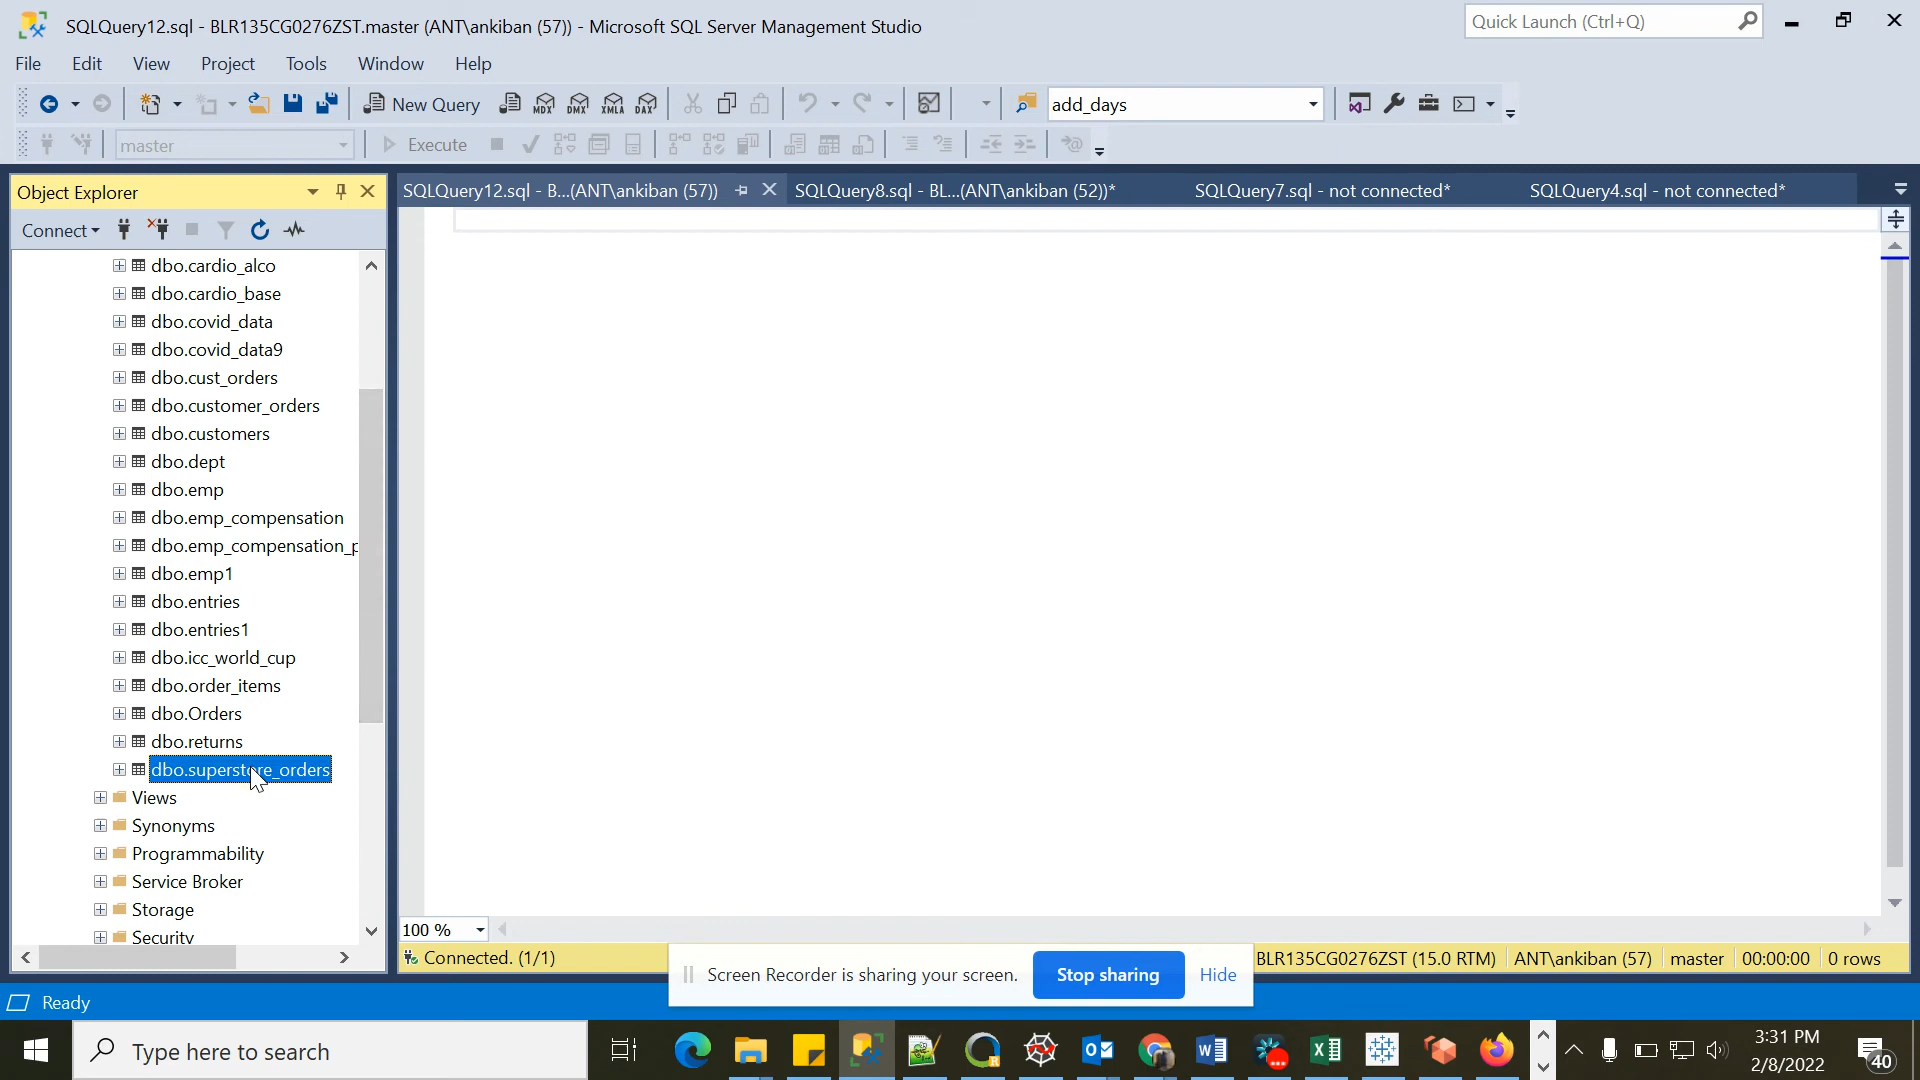 SQLQuery12.sql - BLR135CG0276ZST.master (ANT\ankiban (57)) - Microsoft SQL Server Management Studio
Quick Launch (Ctrl+Q)
File Edit View Project Tools Window Help
New Query MDX DMX XMLA DAX add_days
master Execute
Object Explorer
SQLQuery12.sql - B...(ANT\ankiban (57)) SQLQuery8.sql - BL...(ANT\ankiban (52))* SQLQuery7.sql - not connected* SQLQuery4.sql - not connected*
Connect
dbo.cardio_alco
dbo.cardio_base
dbo.covid_data
dbo.covid_data9
dbo.cust_orders
dbo.customer_orders
dbo.customers
dbo.dept
dbo.emp
dbo.emp_compensation
dbo.emp_compensation_p
dbo.emp1
dbo.entries
dbo.entries1
dbo.icc_world_cup
dbo.order_items
dbo.Orders
dbo.returns
dbo.superstore_orders
Views
Synonyms
Programmability
Service Broker
Storage
Security
100 %
Connected. (1/1) BLR135CG0276ZST (15.0 RTM) ANT\ankiban (57) master 00:00:00 0 rows
Screen Recorder is sharing your screen. Stop sharing Hide
Ready
Type here to search
3:31 PM
2/8/2022
40